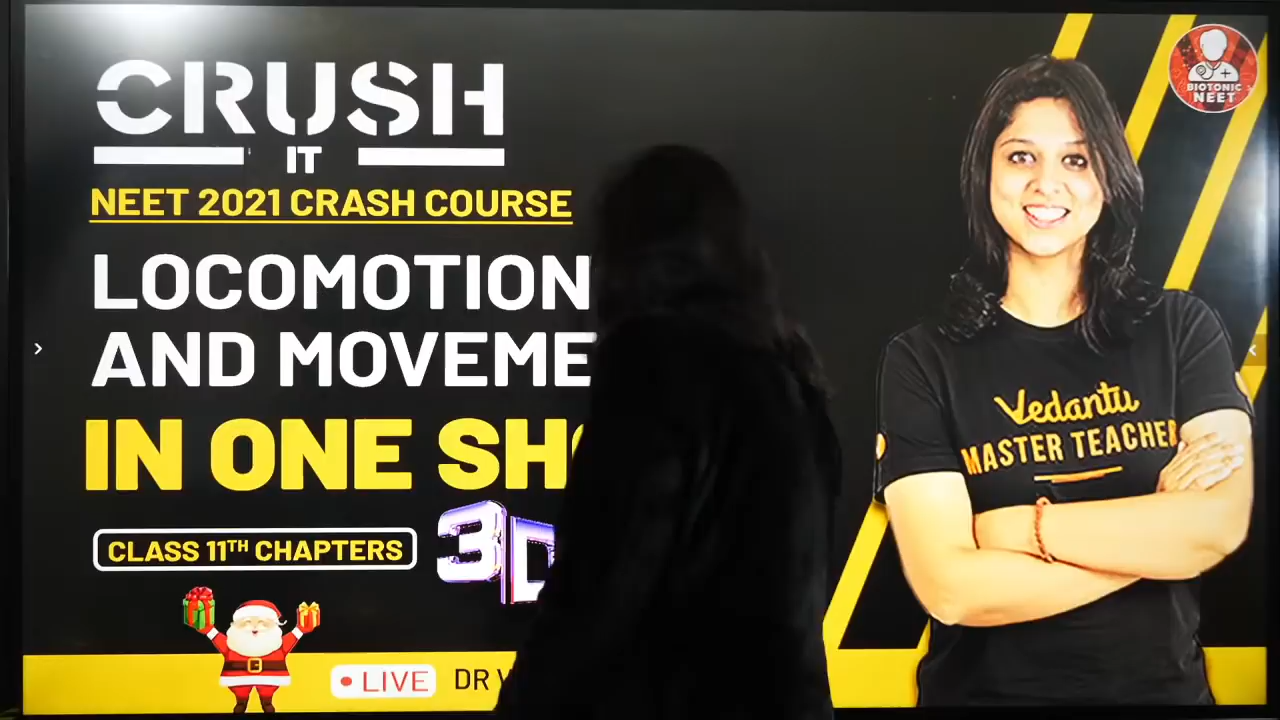 CRUSH
IT
NEET 2021 CRASH COURSE
LOCOMOTION
AND MOVEME
IN ONE SH
CLASS 11TH CHAPTERS
3D
LIVE DR V
Vedantu
MASTER TEACHER
BIOTONIC
NEET